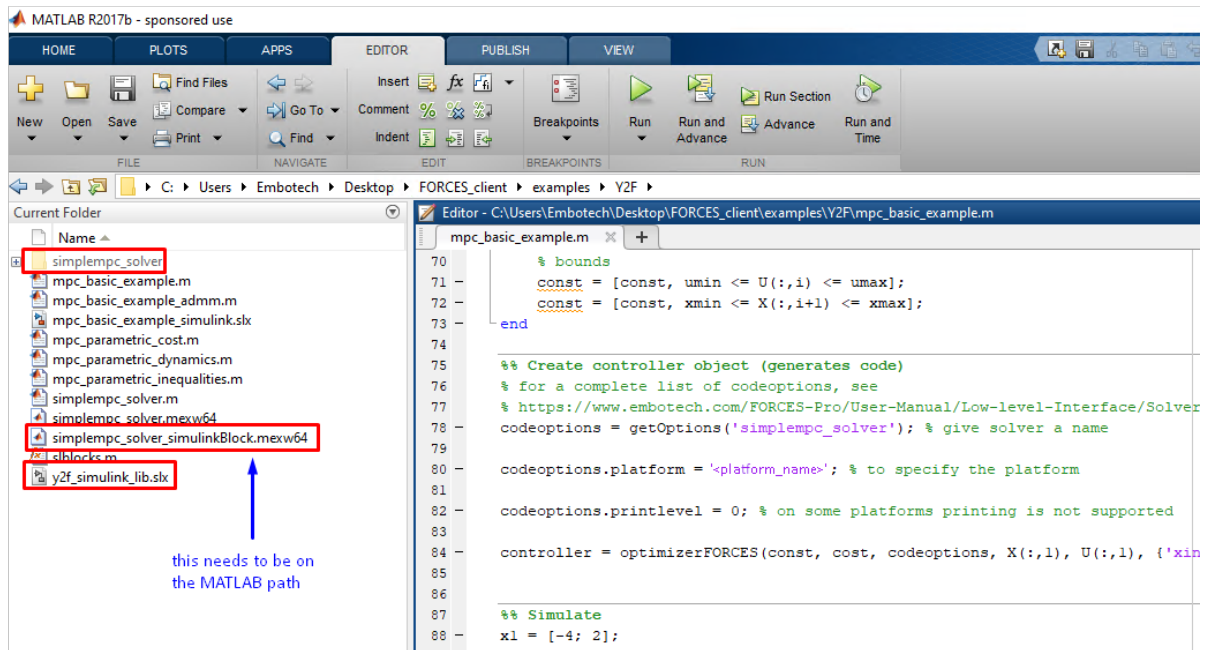 MATLAB R2017b - sponsored use
HOME PLOTS APPS EDITOR PUBLISH VIEW
New Open Save Find Files Compare Print
Go To Find
Insert fx
Comment
Indent
Breakpoints
Run
Run and Advance
Run Section
Advance
Run and Time
FILE NAVIGATE EDIT BREAKPOINTS RUN
C: Users Embotech Desktop FORCES_client examples Y2F
Current Folder
Name
simplempc_solver
mpc_basic_example.m
mpc_basic_example_admm.m
mpc_basic_example_simulink.slx
mpc_parametric_cost.m
mpc_parametric_dynamics.m
mpc_parametric_inequalities.m
simplempc_solver.m
simplempc_solver.mexw64
simplempc_solver_simulinkBlock.mexw64
slblocks.m
y2f_simulink_lib.slx
this needs to be on
the MATLAB path
Editor - C:\Users\Embotech\Desktop\FORCES_client\examples\Y2F\mpc_basic_example.m
mpc_basic_example.m
70 % bounds
71 - const = [const, umin <= U(:,i) <= umax];
72 - const = [const, xmin <= X(:,i+1) <= xmax];
73 - end
74
75 %% Create controller object (generates code)
76 % for a complete list of codeoptions, see
77 % https://www.embotech.com/FORCES-Pro/User-Manual/Low-level-Interface/Solver
78 - codeoptions = getOptions('simplempc_solver'); % give solver a name
79
80 - codeoptions.platform = '<platform_name>'; % to specify the platform
81
82 - codeoptions.printlevel = 0; % on some platforms printing is not supported
83
84 - controller = optimizerFORCES(const, cost, codeoptions, X(:,1), U(:,1), {'xin
85
86
87 %% Simulate
88 - x1 = [-4; 2];